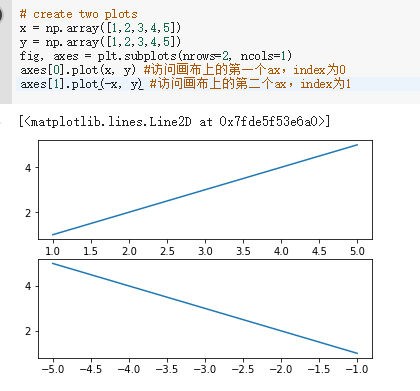 # create two plots
x = np.array([1,2,3,4,5])
y = np.array([1,2,3,4,5])
fig, axes = plt.subplots(nrows=2, ncols=1)
axes[0].plot(x, y) #访问画布上的第一个ax，index为0
axes[1].plot(-x, y) #访问画布上的第二个ax，index为1
[<matplotlib.lines.Line2D at 0x7fde5f53e6a0>]
4
2
1.0 1.5 2.0 2.5 3.0 3.5 4.0 4.5 5.0
4
2
−5.0 −4.5 −4.0 −3.5 −3.0 −2.5 −2.0 −1.5 −1.0